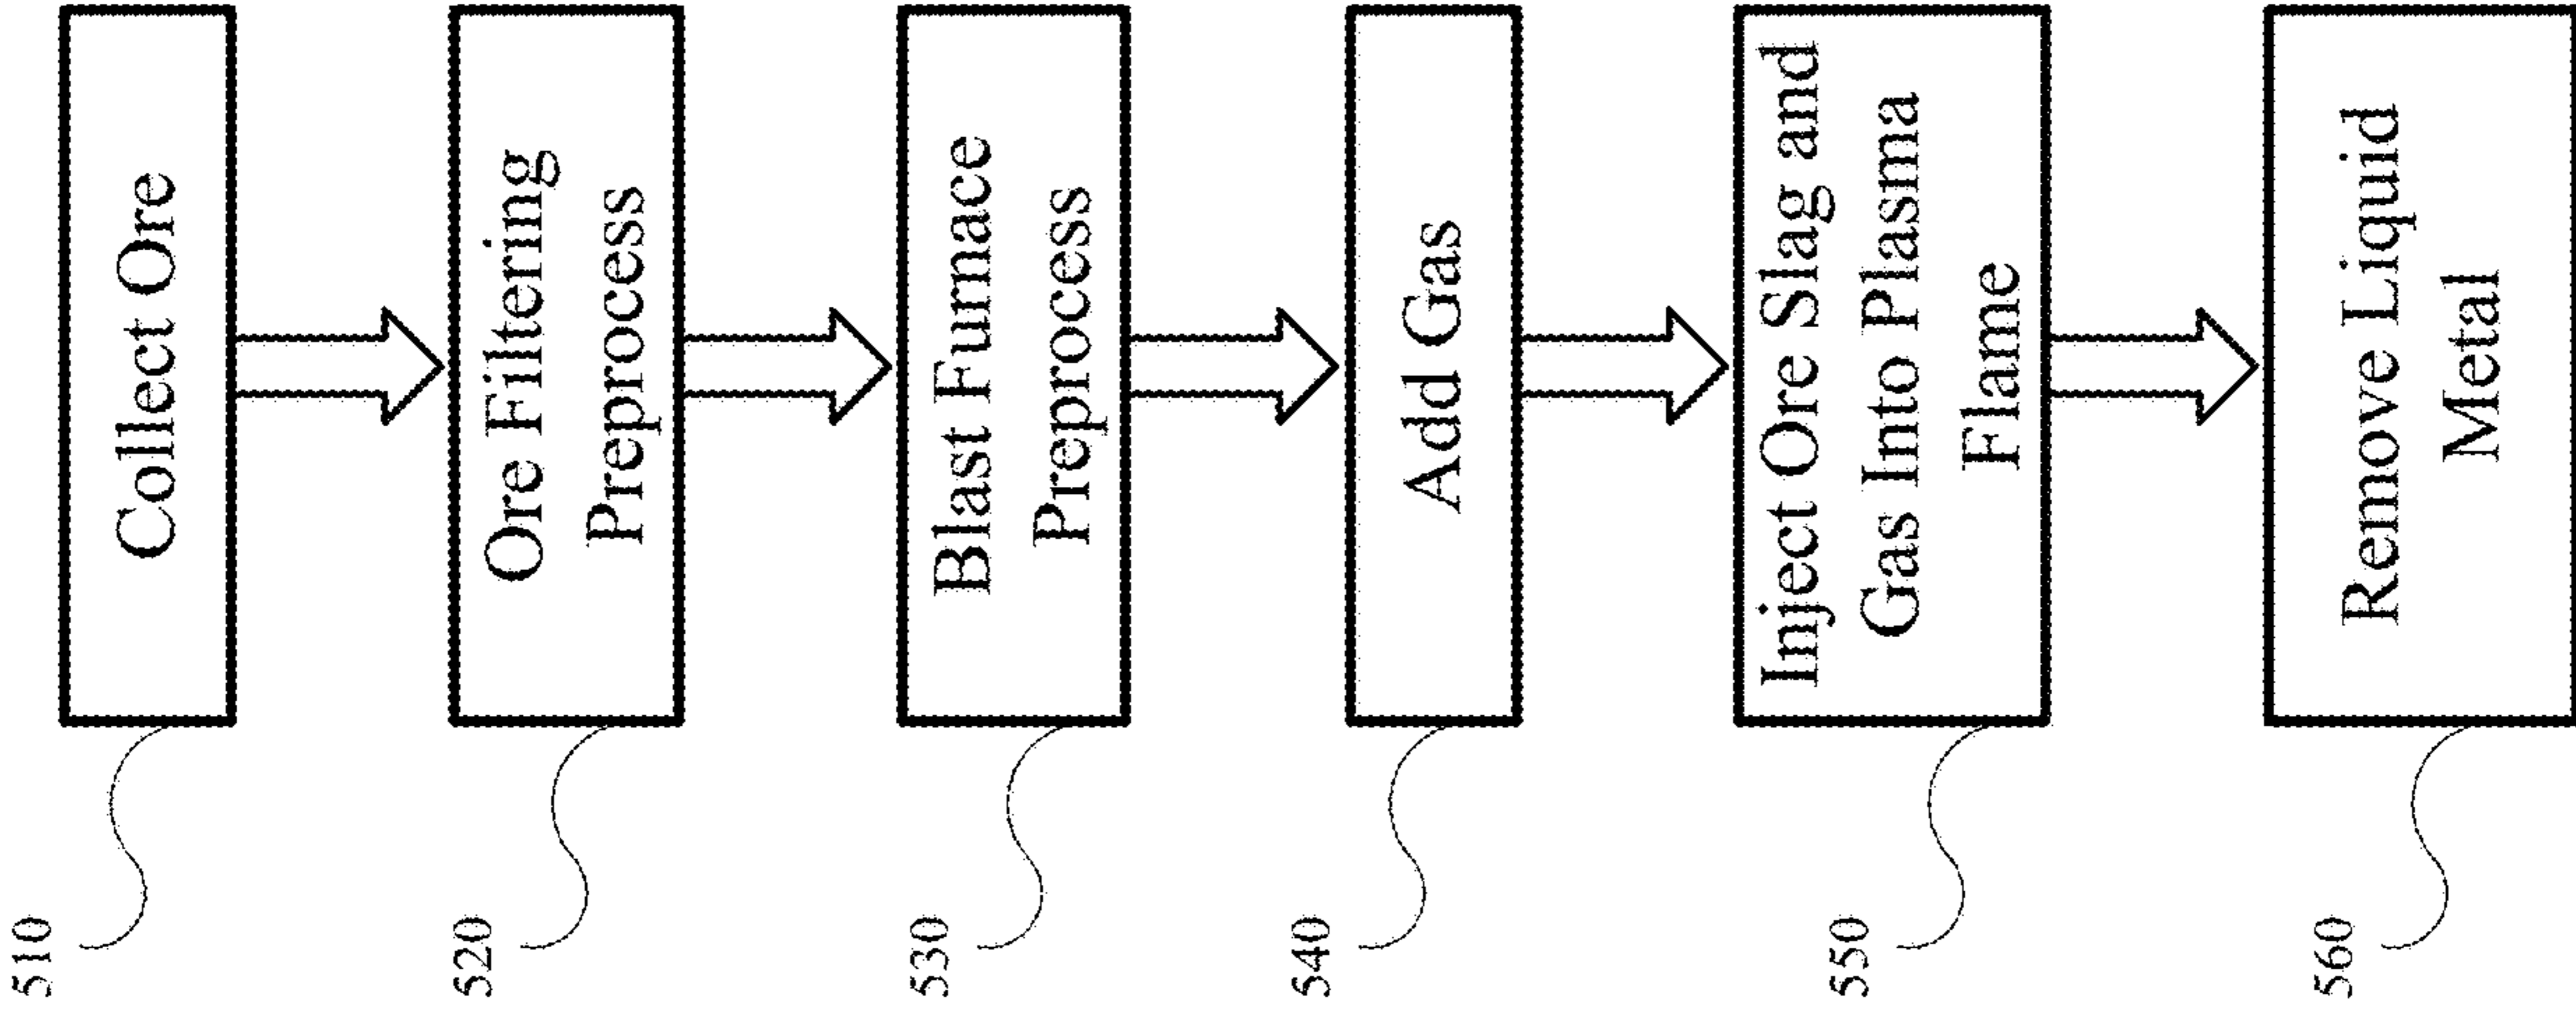 510
Collect Ore
520
Ore Filtering
Preprocess
530
Blast Furnace
Preprocess
540
Add Gas
550
Inject Ore Slag and
Gas Into Plasma
Flame
560
Remove Liquid
Metal